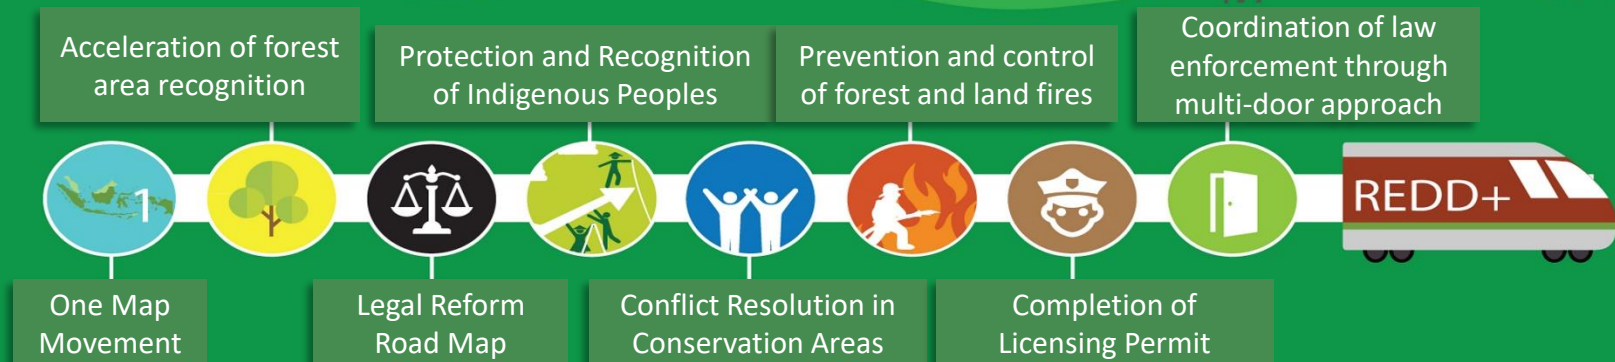 Acceleration of forest
area recognition
Protection and Recognition
of Indigenous Peoples
Prevention and control
of forest and land fires
Coordination of law
enforcement through
multi-door approach
1
REDD+
One Map
Movement
Legal Reform
Road Map
Conflict Resolution in
Conservation Areas
Completion of
Licensing Permit